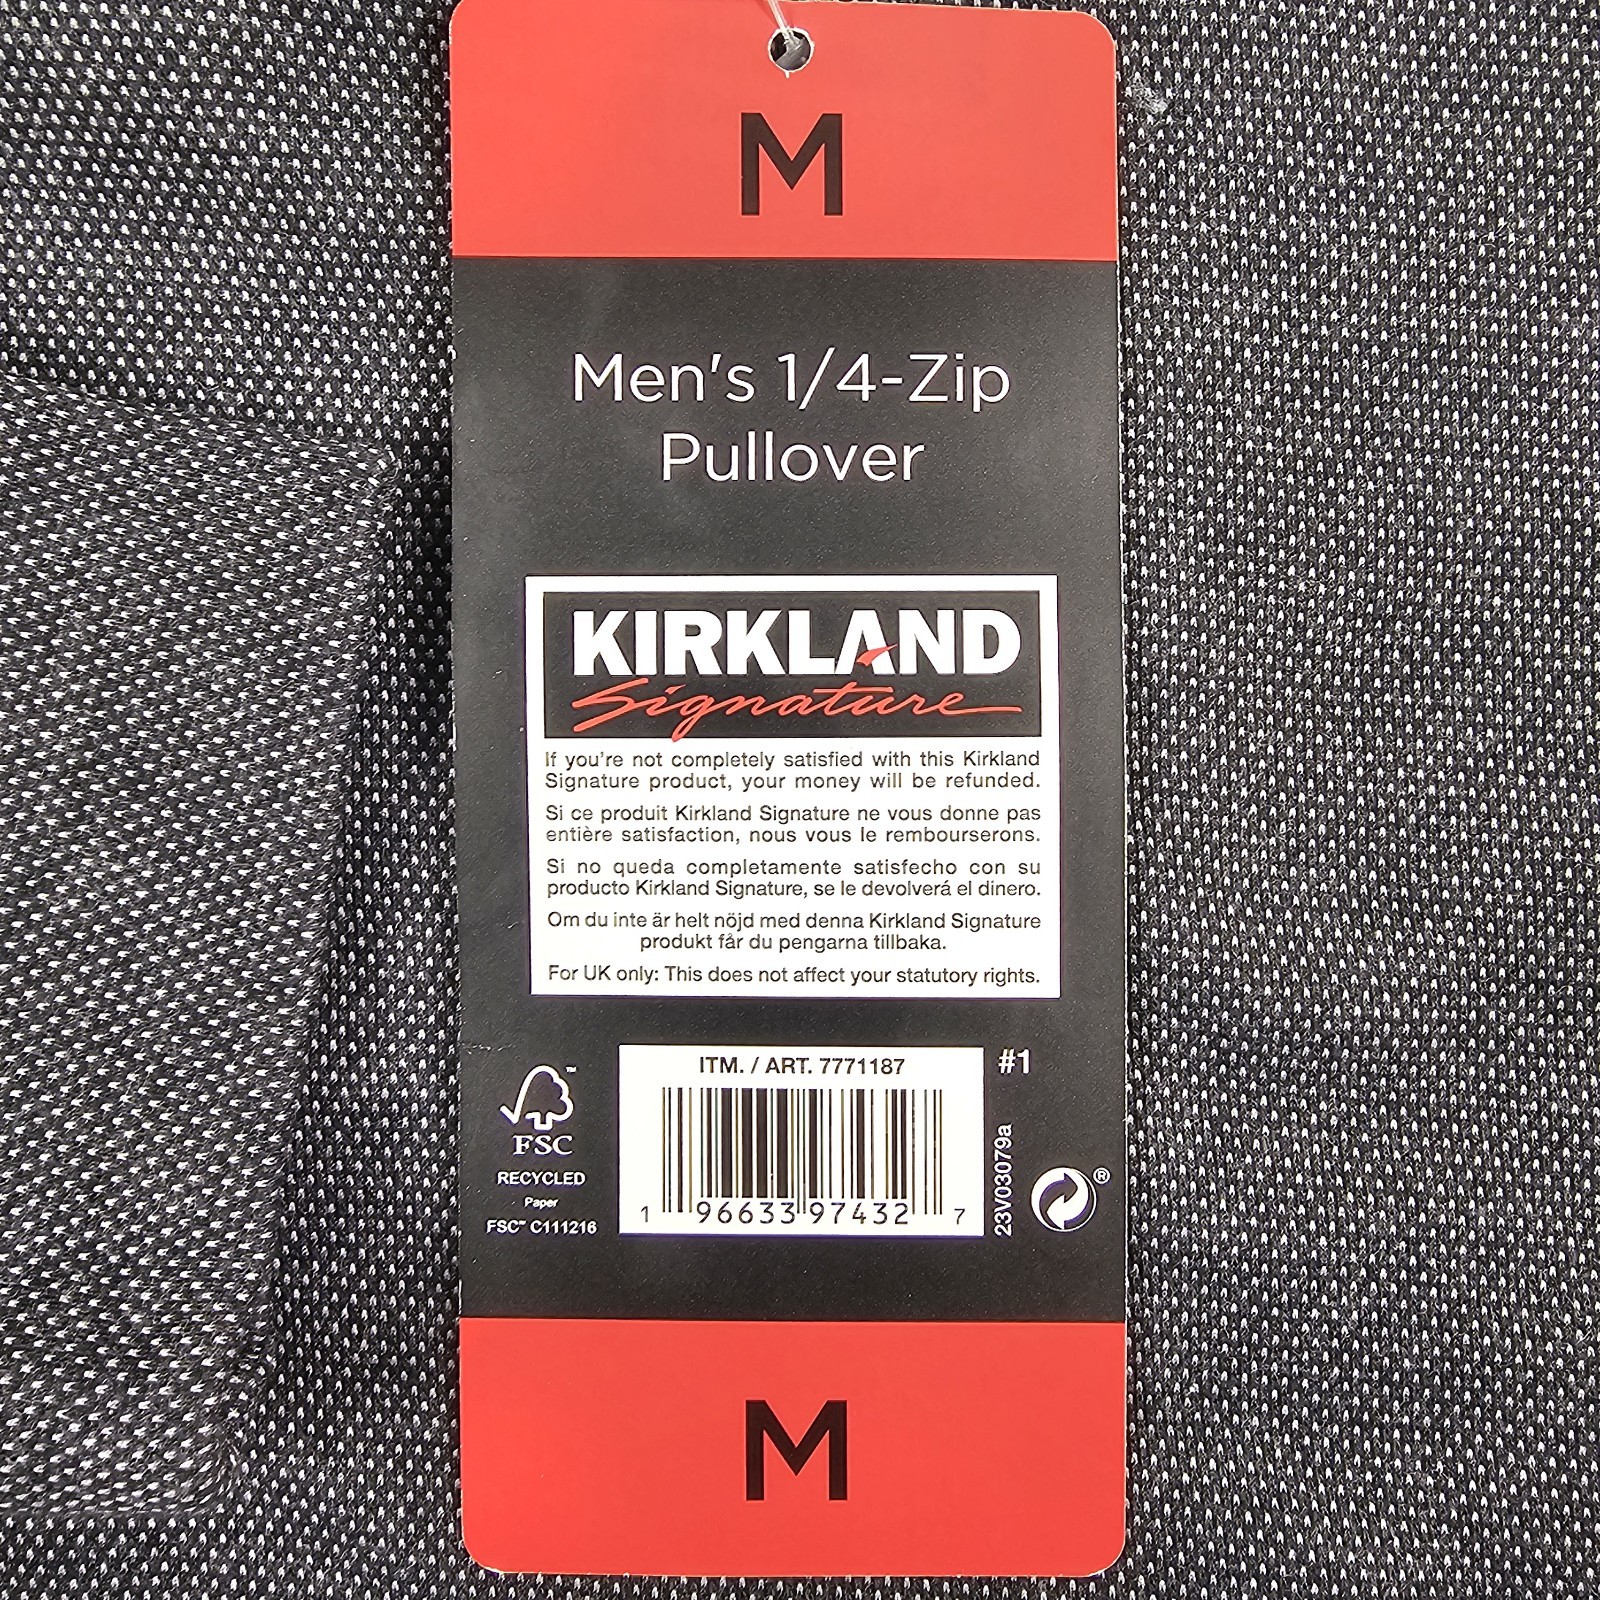 M
Men's 1/4-Zip
Pullover
KIRKLAND
Signature
If you're not completely satisfied with this Kirkland
Signature product, your money will be refunded.
Si ce produit Kirkland Signature ne vous donne pas
entière satisfaction, nous vous le rembourserons.
Si no queda completamente satisfecho con su
producto Kirkland Signature, se le devolverá el dinero.
Om du inte är helt nöjd med denna Kirkland Signature
produkt får du pengarna tillbaka.
For UK only: This does not affect your statutory rights.
™
FSC
RECYCLED
Paper
FSC™ C111216
ITM. / ART. 7771187
1 96633 97432 7
#1
23V03079a
®
M